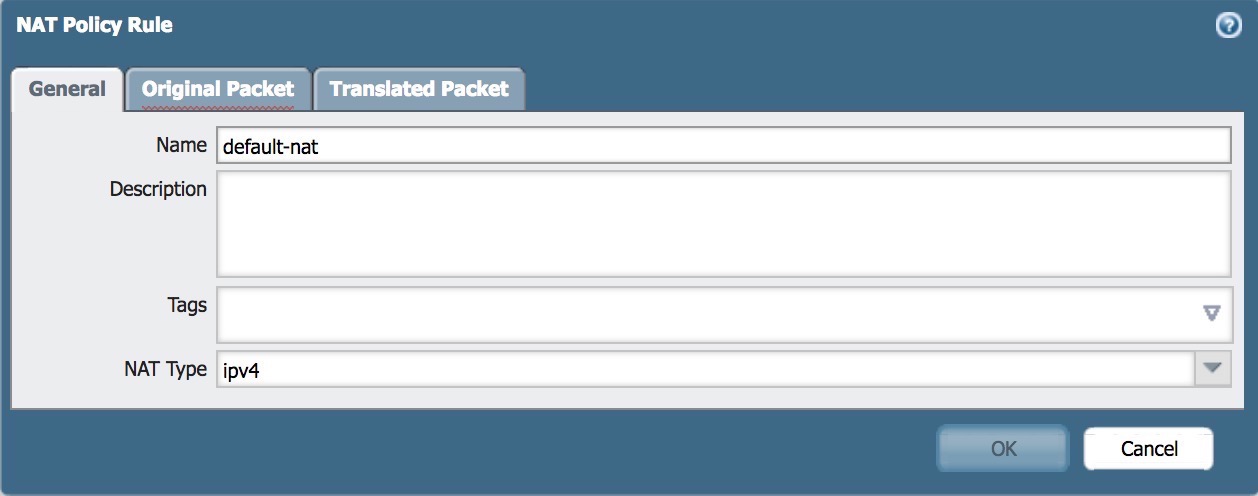 NAT Policy Rule
?
General Original Packet Translated Packet
Name default-nat
Description
Tags
NAT Type ipv4
OK Cancel